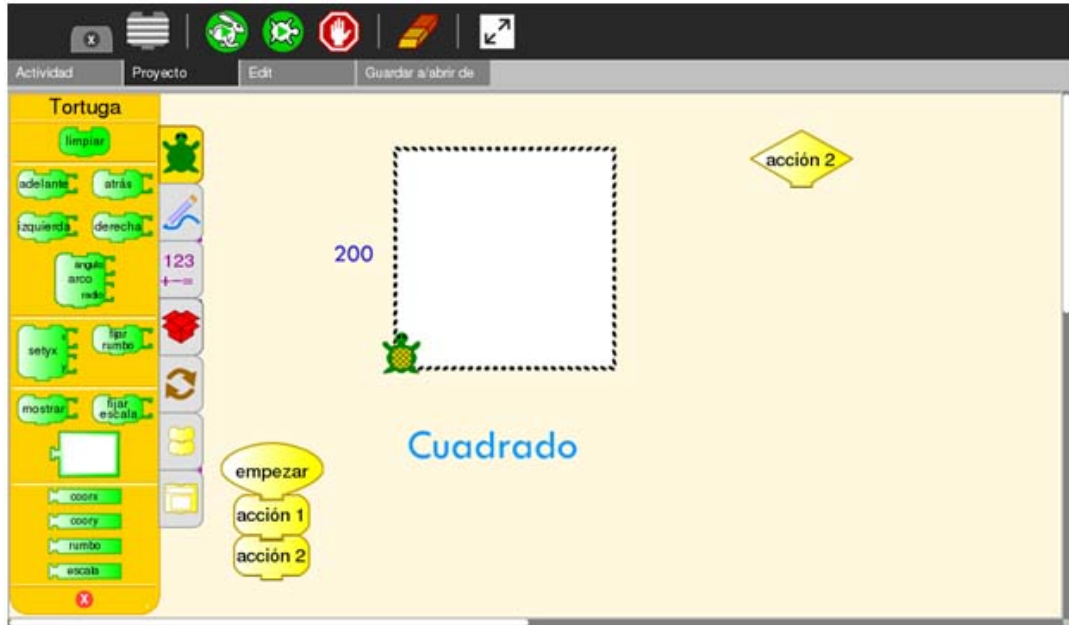 x
Actividad
Proyecto
Edit
Guardar a/abrir de
Tortuga
limpiar
adelante
atrás
izquierda
derecha
angulo
arco
radio
setyx
x
y
fijar
rumbo
mostrar
fijar
escala
coorx
coory
rumbo
escala
x
123
+−=
200
Cuadrado
acción 2
empezar
acción 1
acción 2